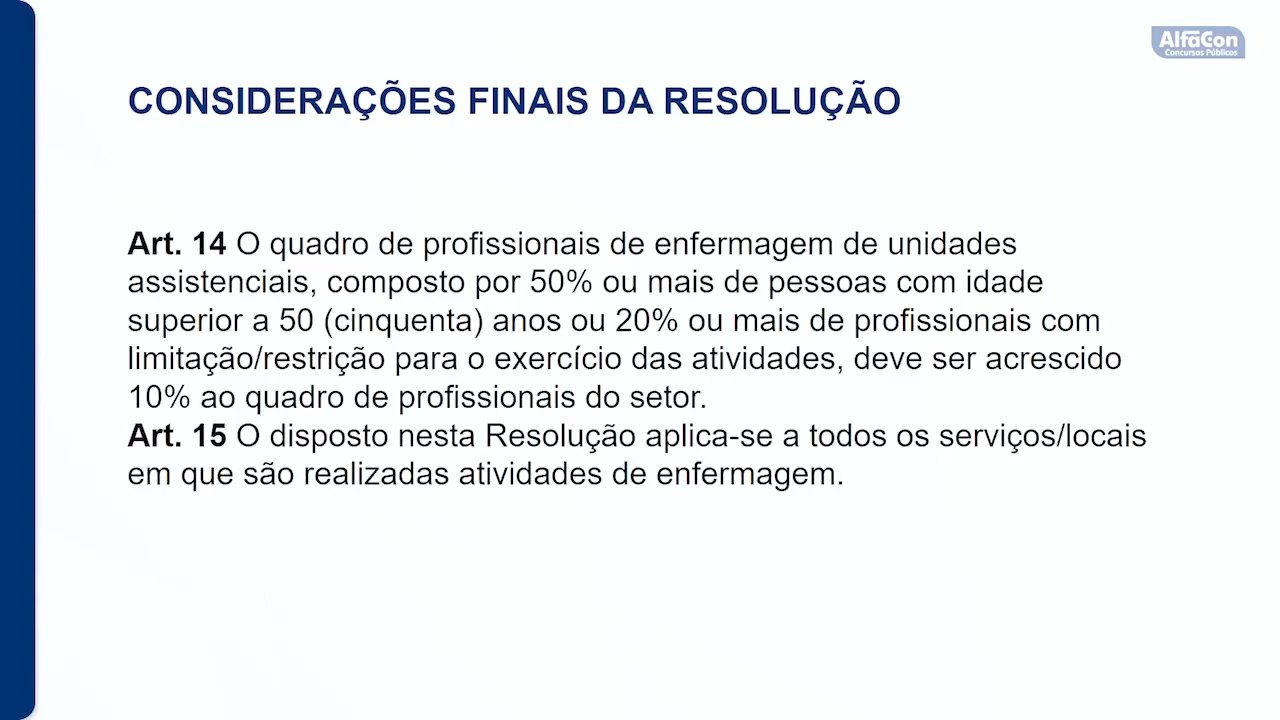 AlfaCon
Concursos Públicos
CONSIDERAÇÕES FINAIS DA RESOLUÇÃO
Art. 14 O quadro de profissionais de enfermagem de unidades
assistenciais, composto por 50% ou mais de pessoas com idade
superior a 50 (cinquenta) anos ou 20% ou mais de profissionais com
limitação/restrição para o exercício das atividades, deve ser acrescido
10% ao quadro de profissionais do setor.
Art. 15 O disposto nesta Resolução aplica-se a todos os serviços/locais
em que são realizadas atividades de enfermagem.